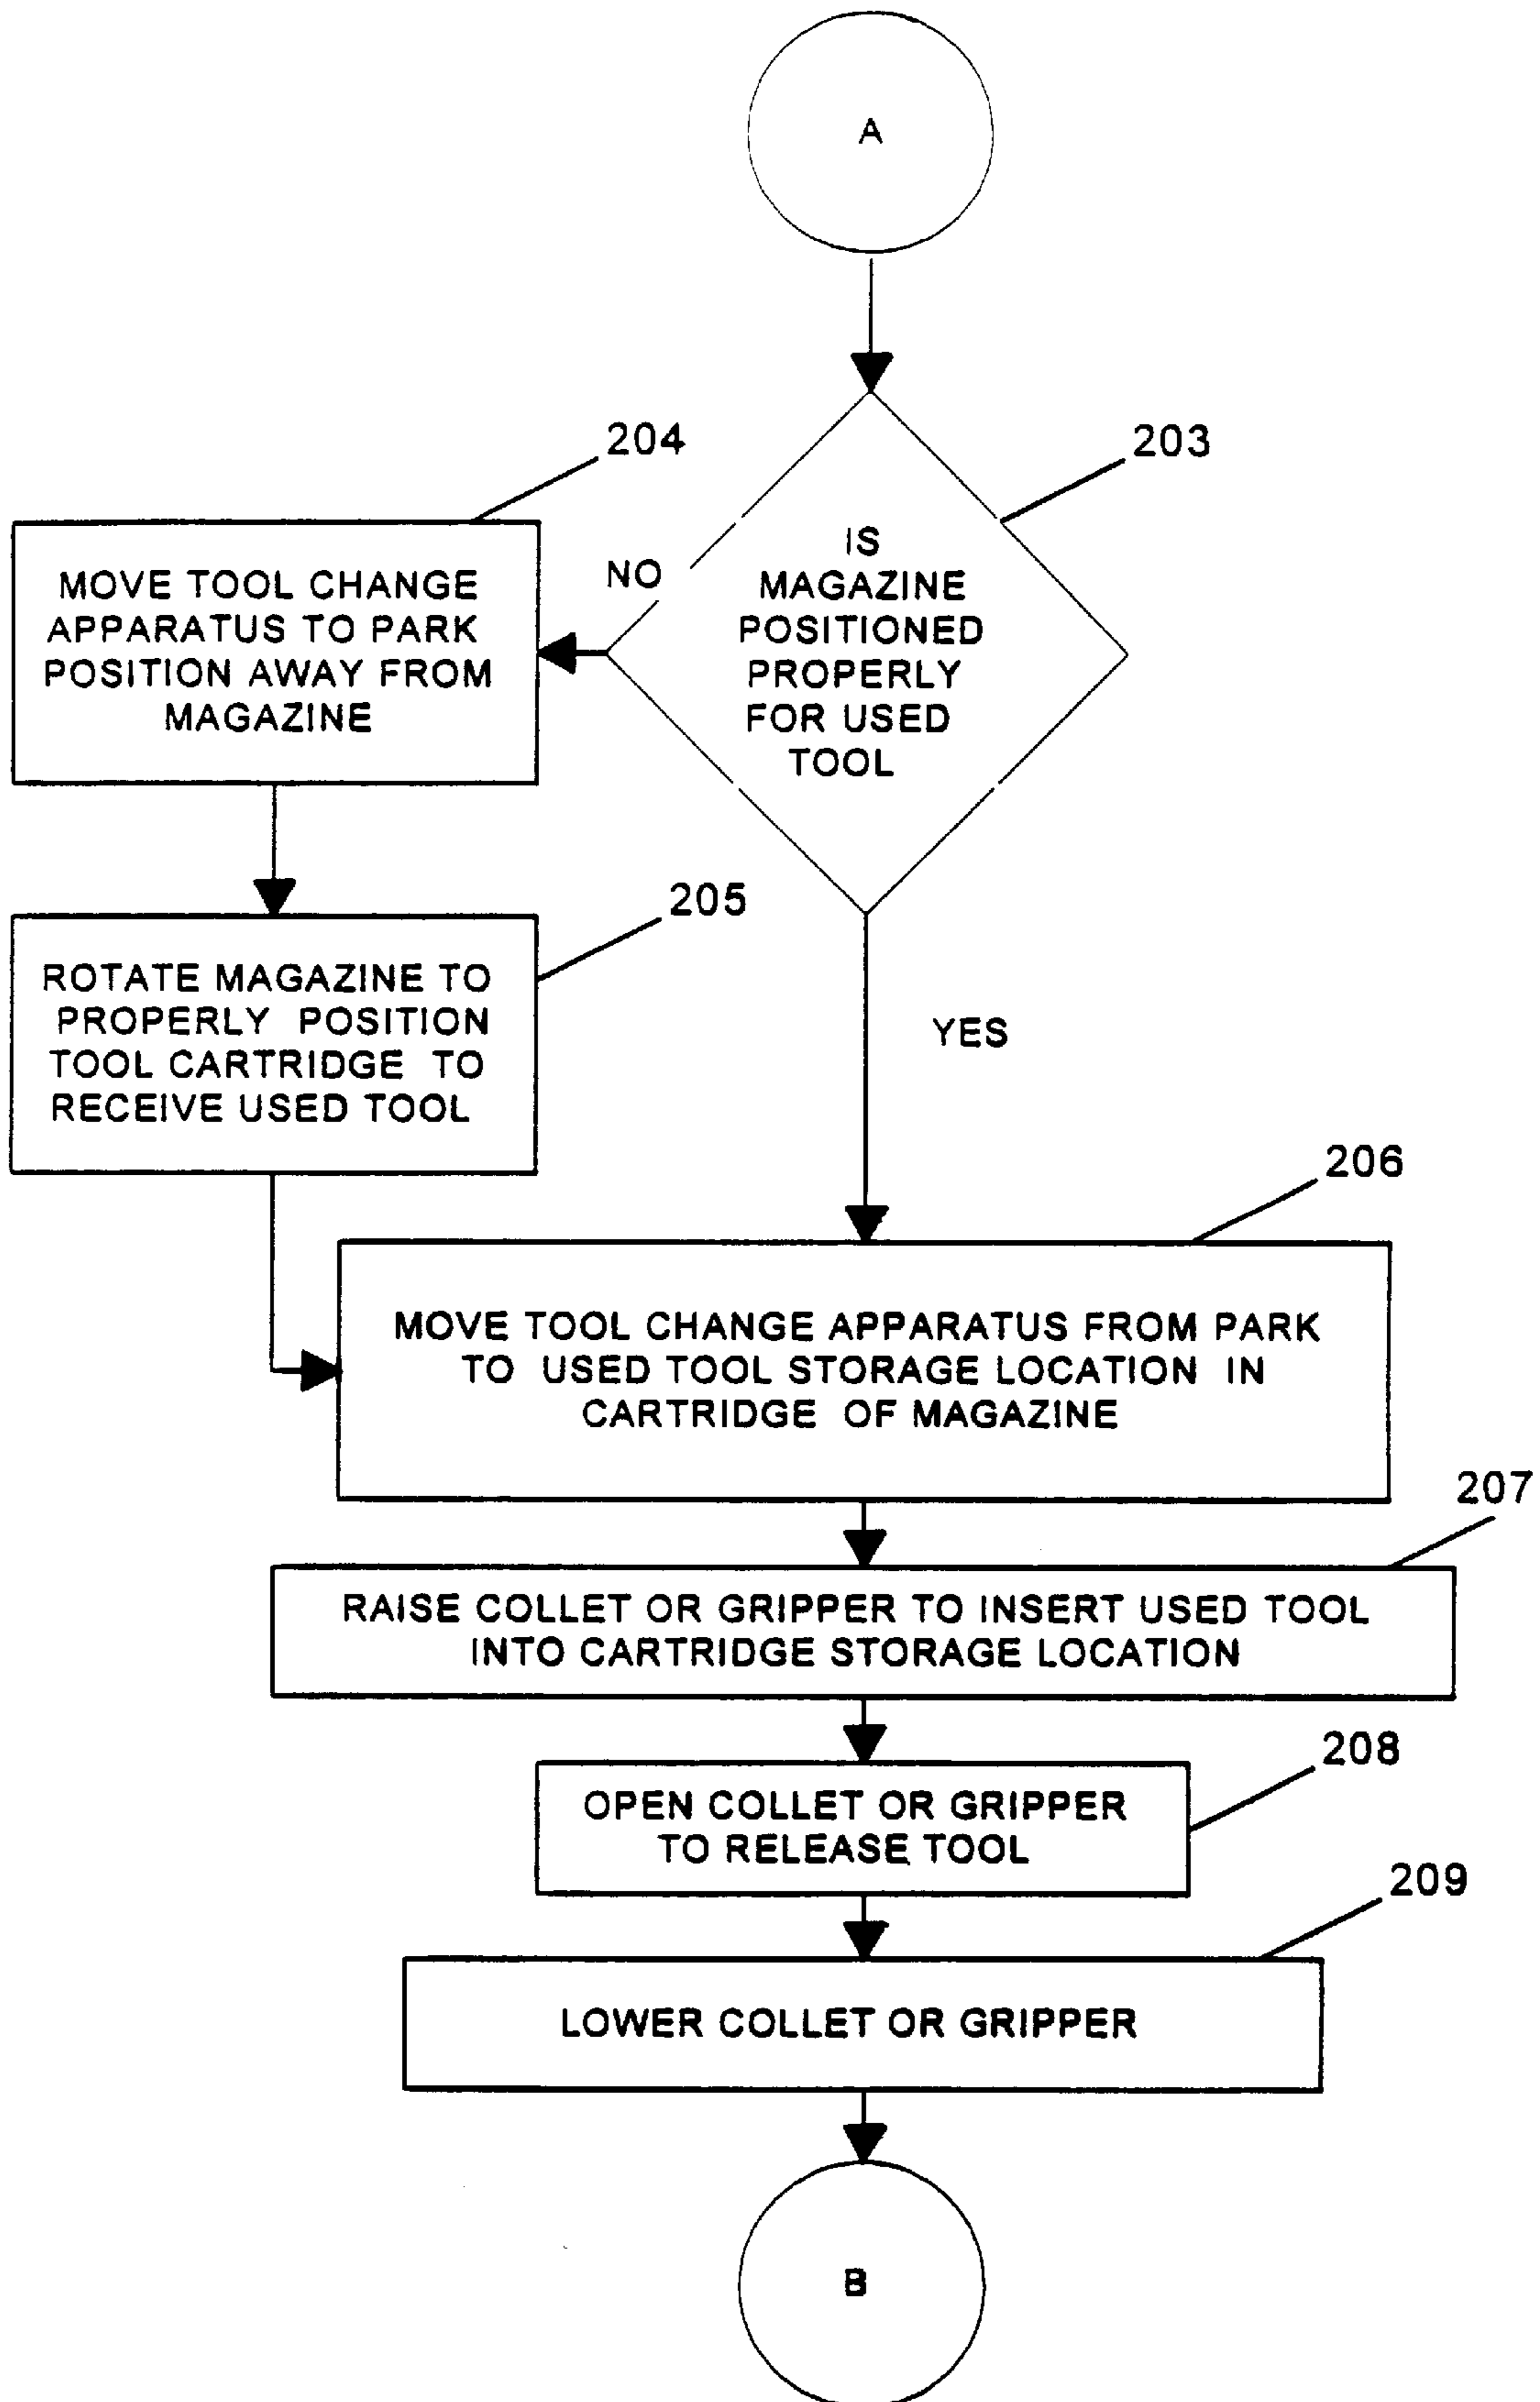 A
203
IS
MAGAZINE
POSITIONED
PROPERLY
FOR USED
TOOL
NO
204
MOVE TOOL CHANGE
APPARATUS TO PARK
POSITION AWAY FROM
MAGAZINE
205
ROTATE MAGAZINE TO
PROPERLY POSITION
TOOL CARTRIDGE TO
RECEIVE USED TOOL
YES
206
MOVE TOOL CHANGE APPARATUS FROM PARK
TO USED TOOL STORAGE LOCATION IN
CARTRIDGE OF MAGAZINE
207
RAISE COLLET OR GRIPPER TO INSERT USED TOOL
INTO CARTRIDGE STORAGE LOCATION
208
OPEN COLLET OR GRIPPER
TO RELEASE TOOL
209
LOWER COLLET OR GRIPPER
B